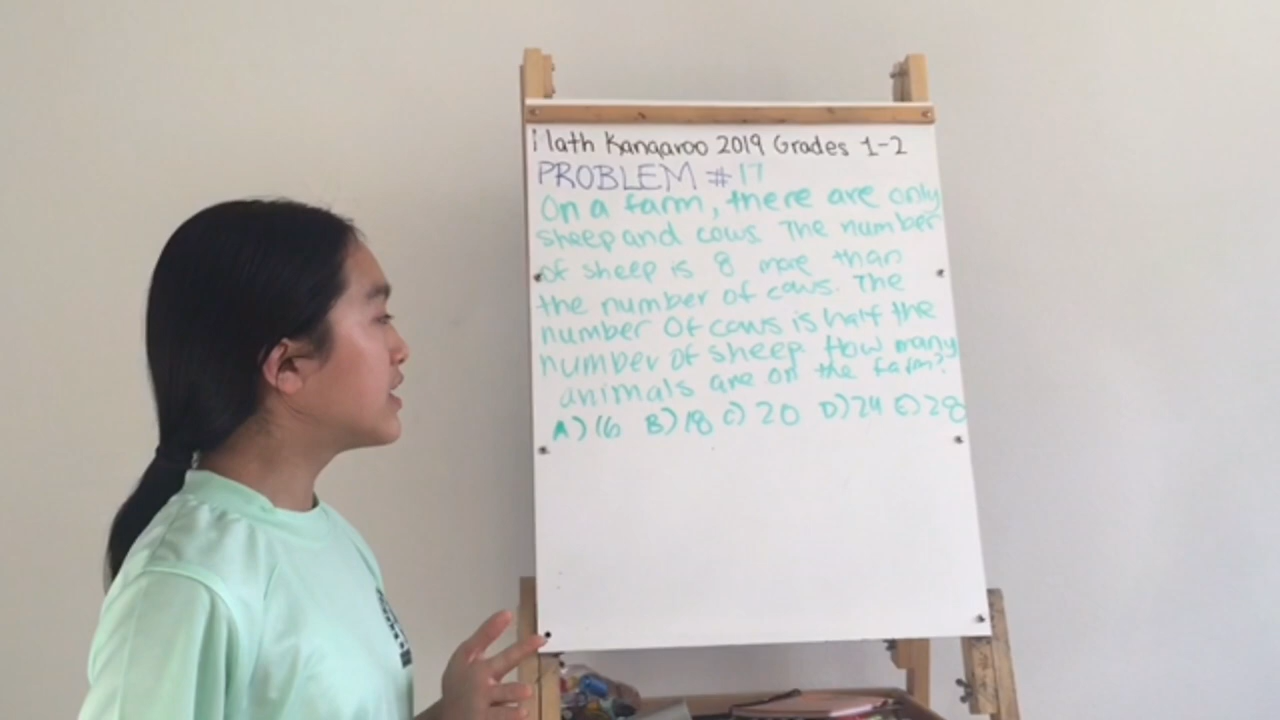 Math Kangaroo 2019 Grades 1-2
PROBLEM #17
On a farm, there are only
sheep and cows. The number
of sheep is 8 more than
the number of cows. The
number of cows is half the
number of sheep. How many
animals are on the farm?
A) 16 B) 18 C) 20 D) 24 E) 28